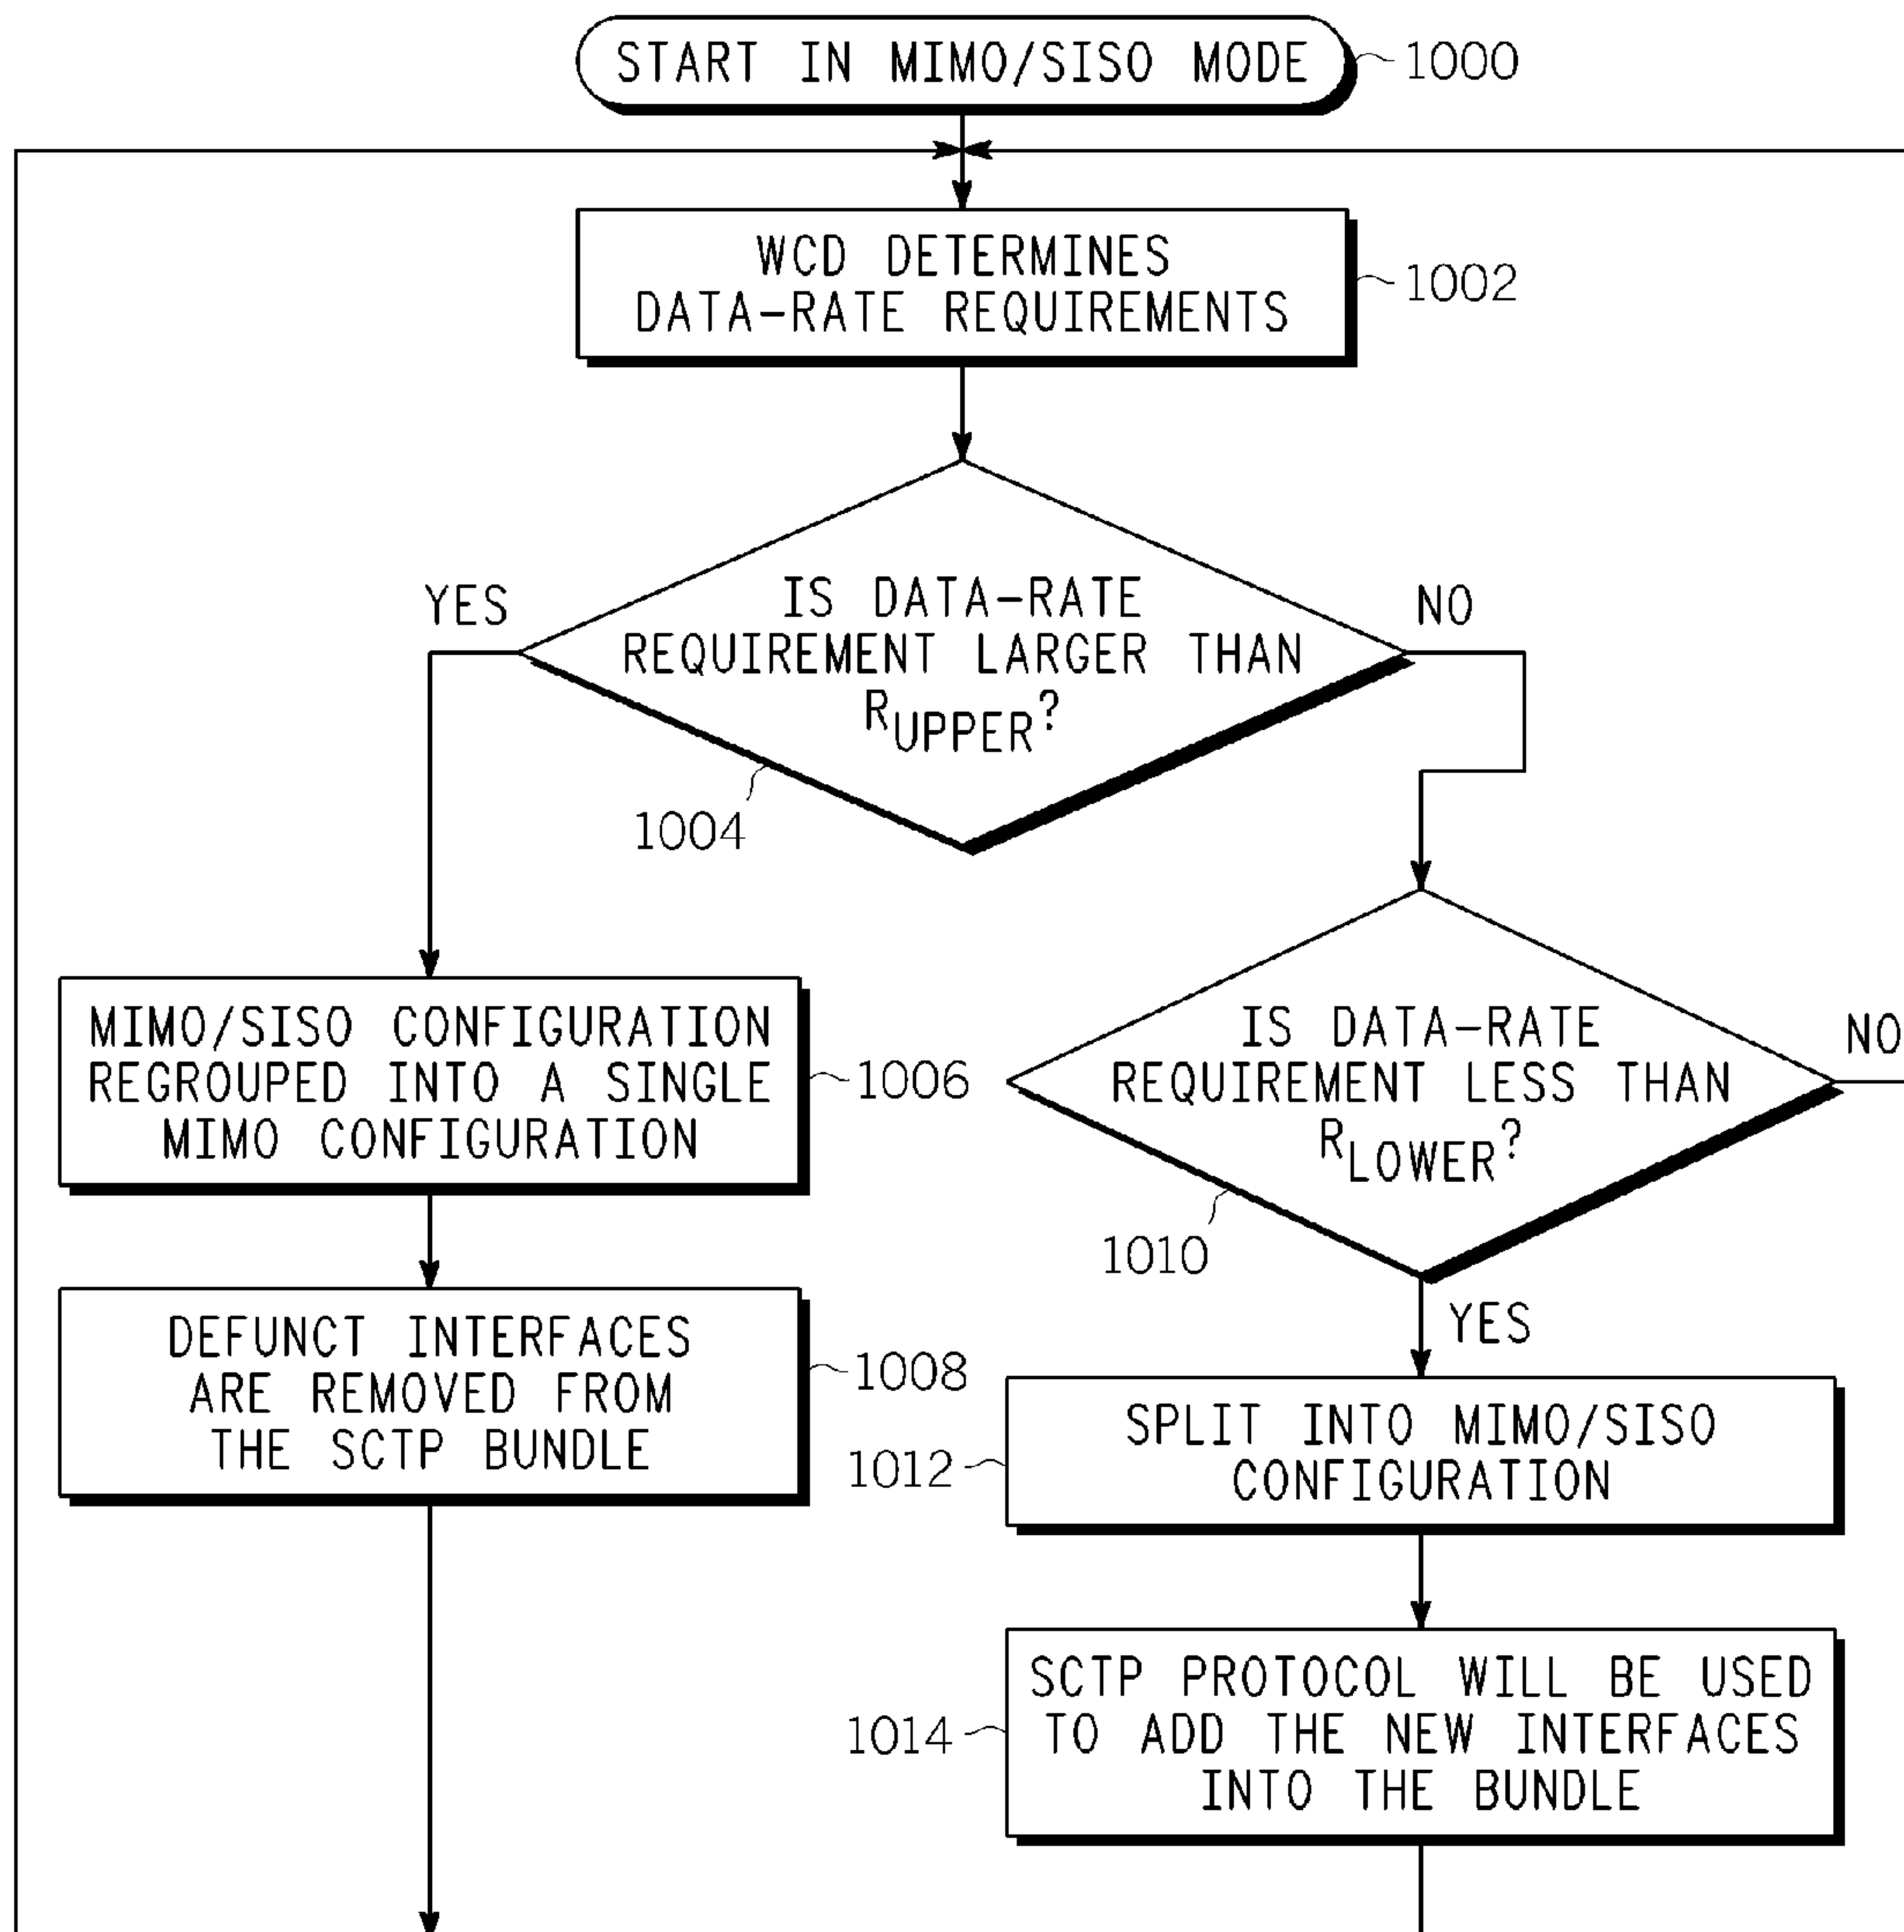 START IN MIMO/SISO MODE
1000
WCD DETERMINES
DATA-RATE REQUIREMENTS
1002
YES
IS DATA-RATE
REQUIREMENT LARGER THAN
RUPPER?
NO
1004
MIMO/SISO CONFIGURATION
REGROUPED INTO A SINGLE
MIMO CONFIGURATION
1006
IS DATA-RATE
REQUIREMENT LESS THAN
RLOWER?
NO
1010
YES
DEFUNCT INTERFACES
ARE REMOVED FROM
THE SCTP BUNDLE
1008
SPLIT INTO MIMO/SISO
CONFIGURATION
1012
SCTP PROTOCOL WILL BE USED
TO ADD THE NEW INTERFACES
INTO THE BUNDLE
1014